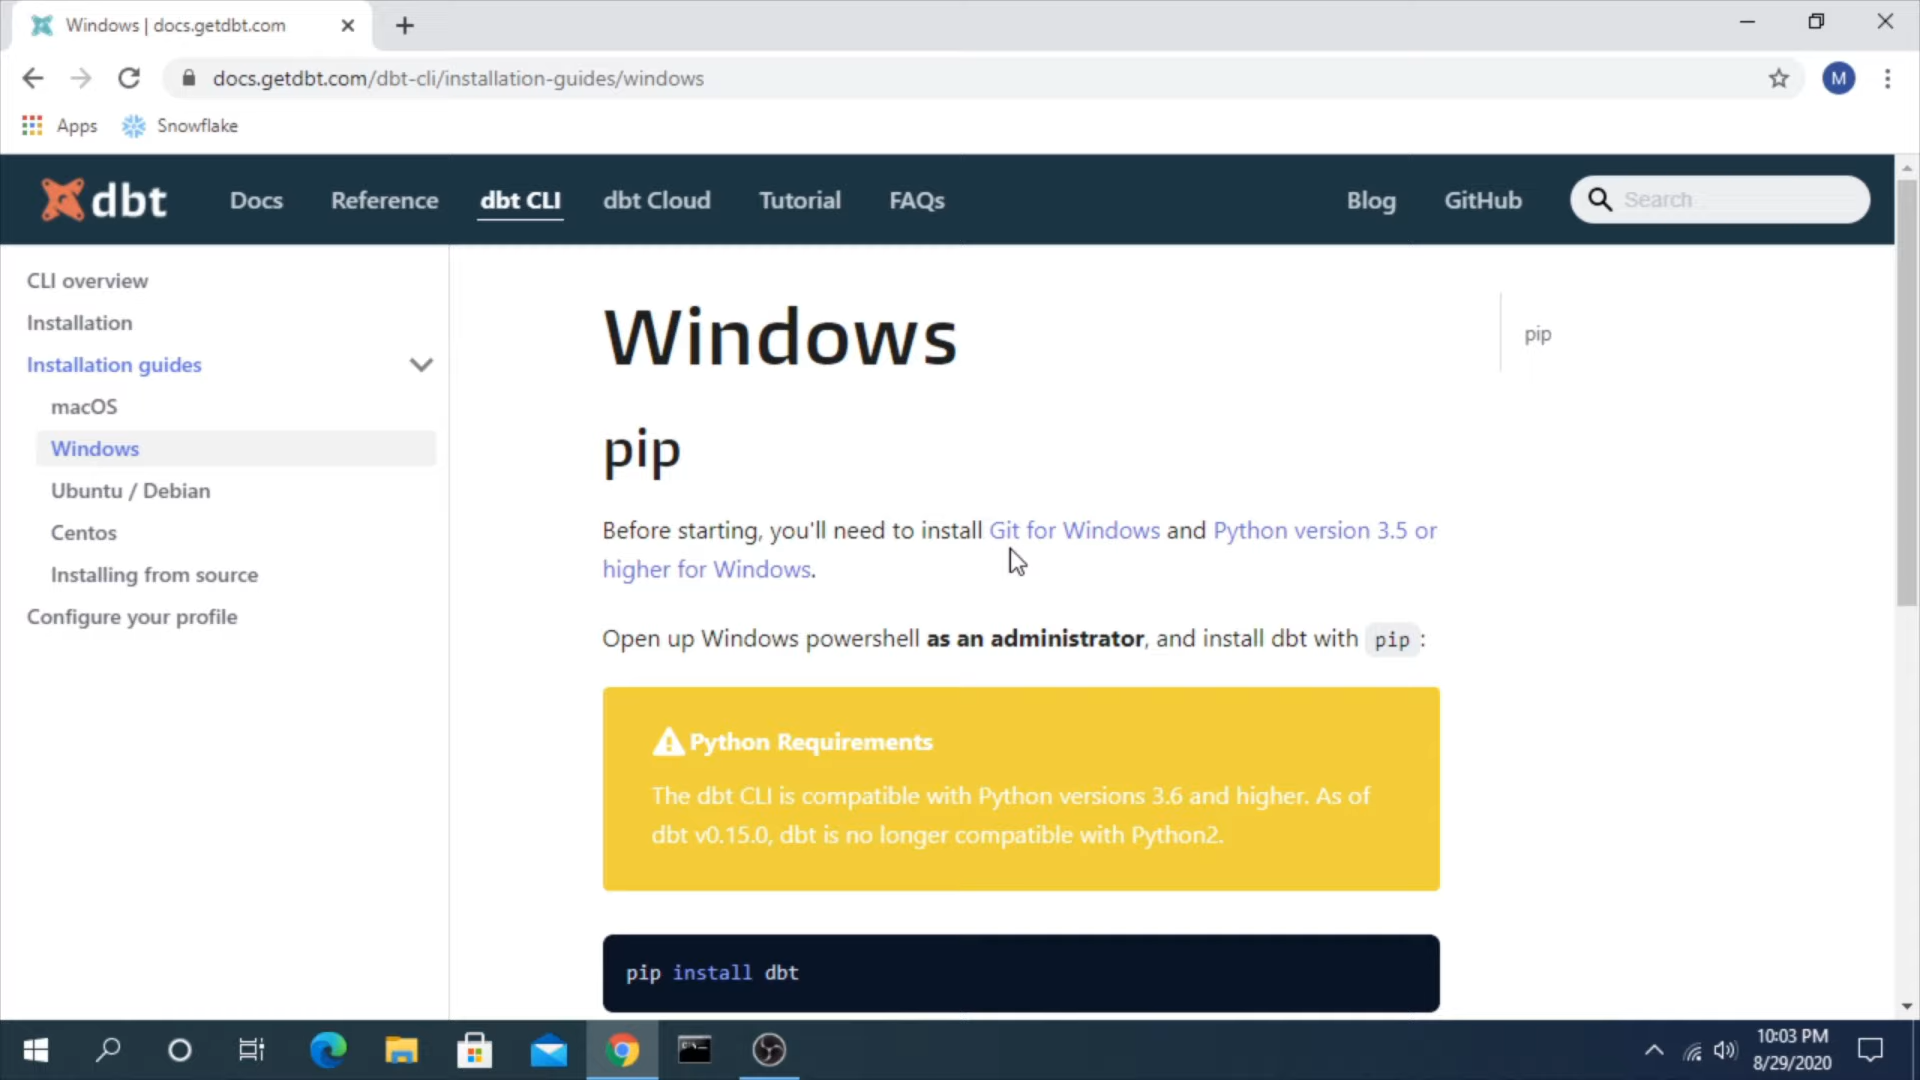 Windows | docs.getdbt.com
docs.getdbt.com/dbt-cli/installation-guides/windows
M
Apps
Snowflake
dbt
Docs
Reference
dbt CLI
dbt Cloud
Tutorial
FAQs
Blog
GitHub
Search
CLI overview
Installation
Installation guides
macOS
Windows
Ubuntu / Debian
Centos
Installing from source
Configure your profile
Windows
pip
pip
Before starting, you'll need to install Git for Windows and Python version 3.5 or
higher for Windows.
Open up Windows powershell as an administrator, and install dbt with pip:
Python Requirements
The dbt CLI is compatible with Python versions 3.6 and higher. As of
dbt v0.15.0, dbt is no longer compatible with Python2.
pip install dbt
10:03 PM
8/29/2020